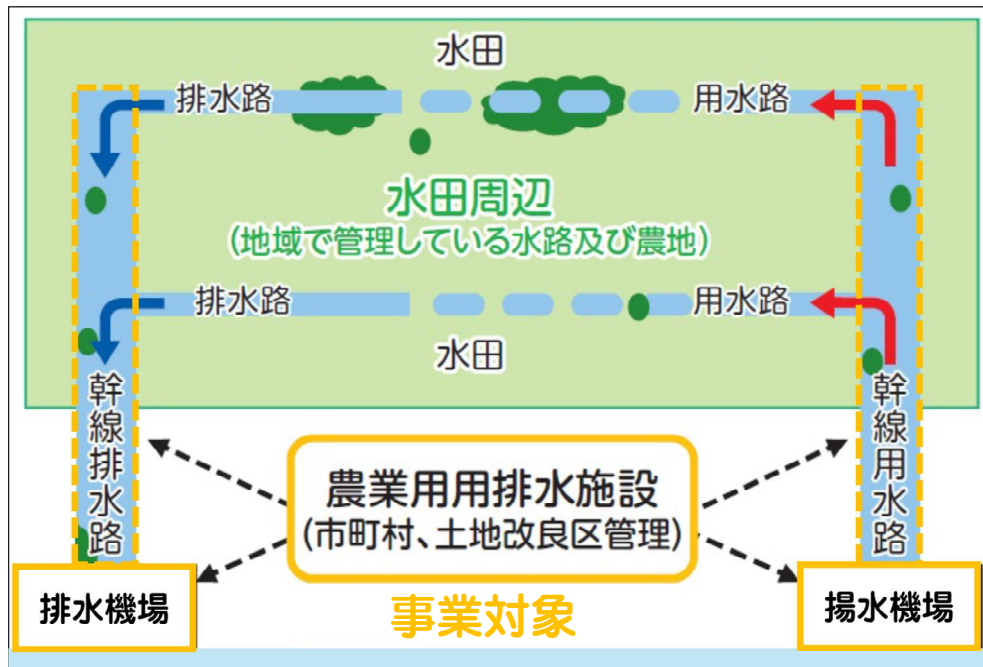 水田
排水路
用水路
水田周辺
(地域で管理している水路及び農地)
排水路
用水路
水田
幹線排水路
幹線用水路
農業用用排水施設
(市町村、土地改良区管理)
排水機場
事業対象
揚水機場